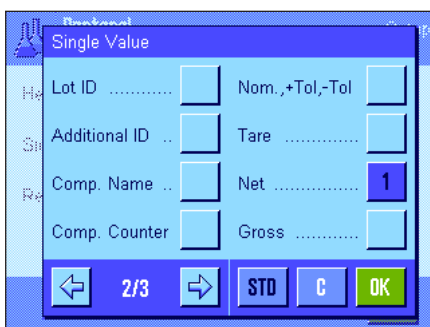 Single Value
Lot ID ............
Nom.,+Tol,-Tol
Additional ID ..
Tare ..............
Comp. Name ..
Net ................ 1
Comp. Counter
Gross ............
2/3
STD
C
OK